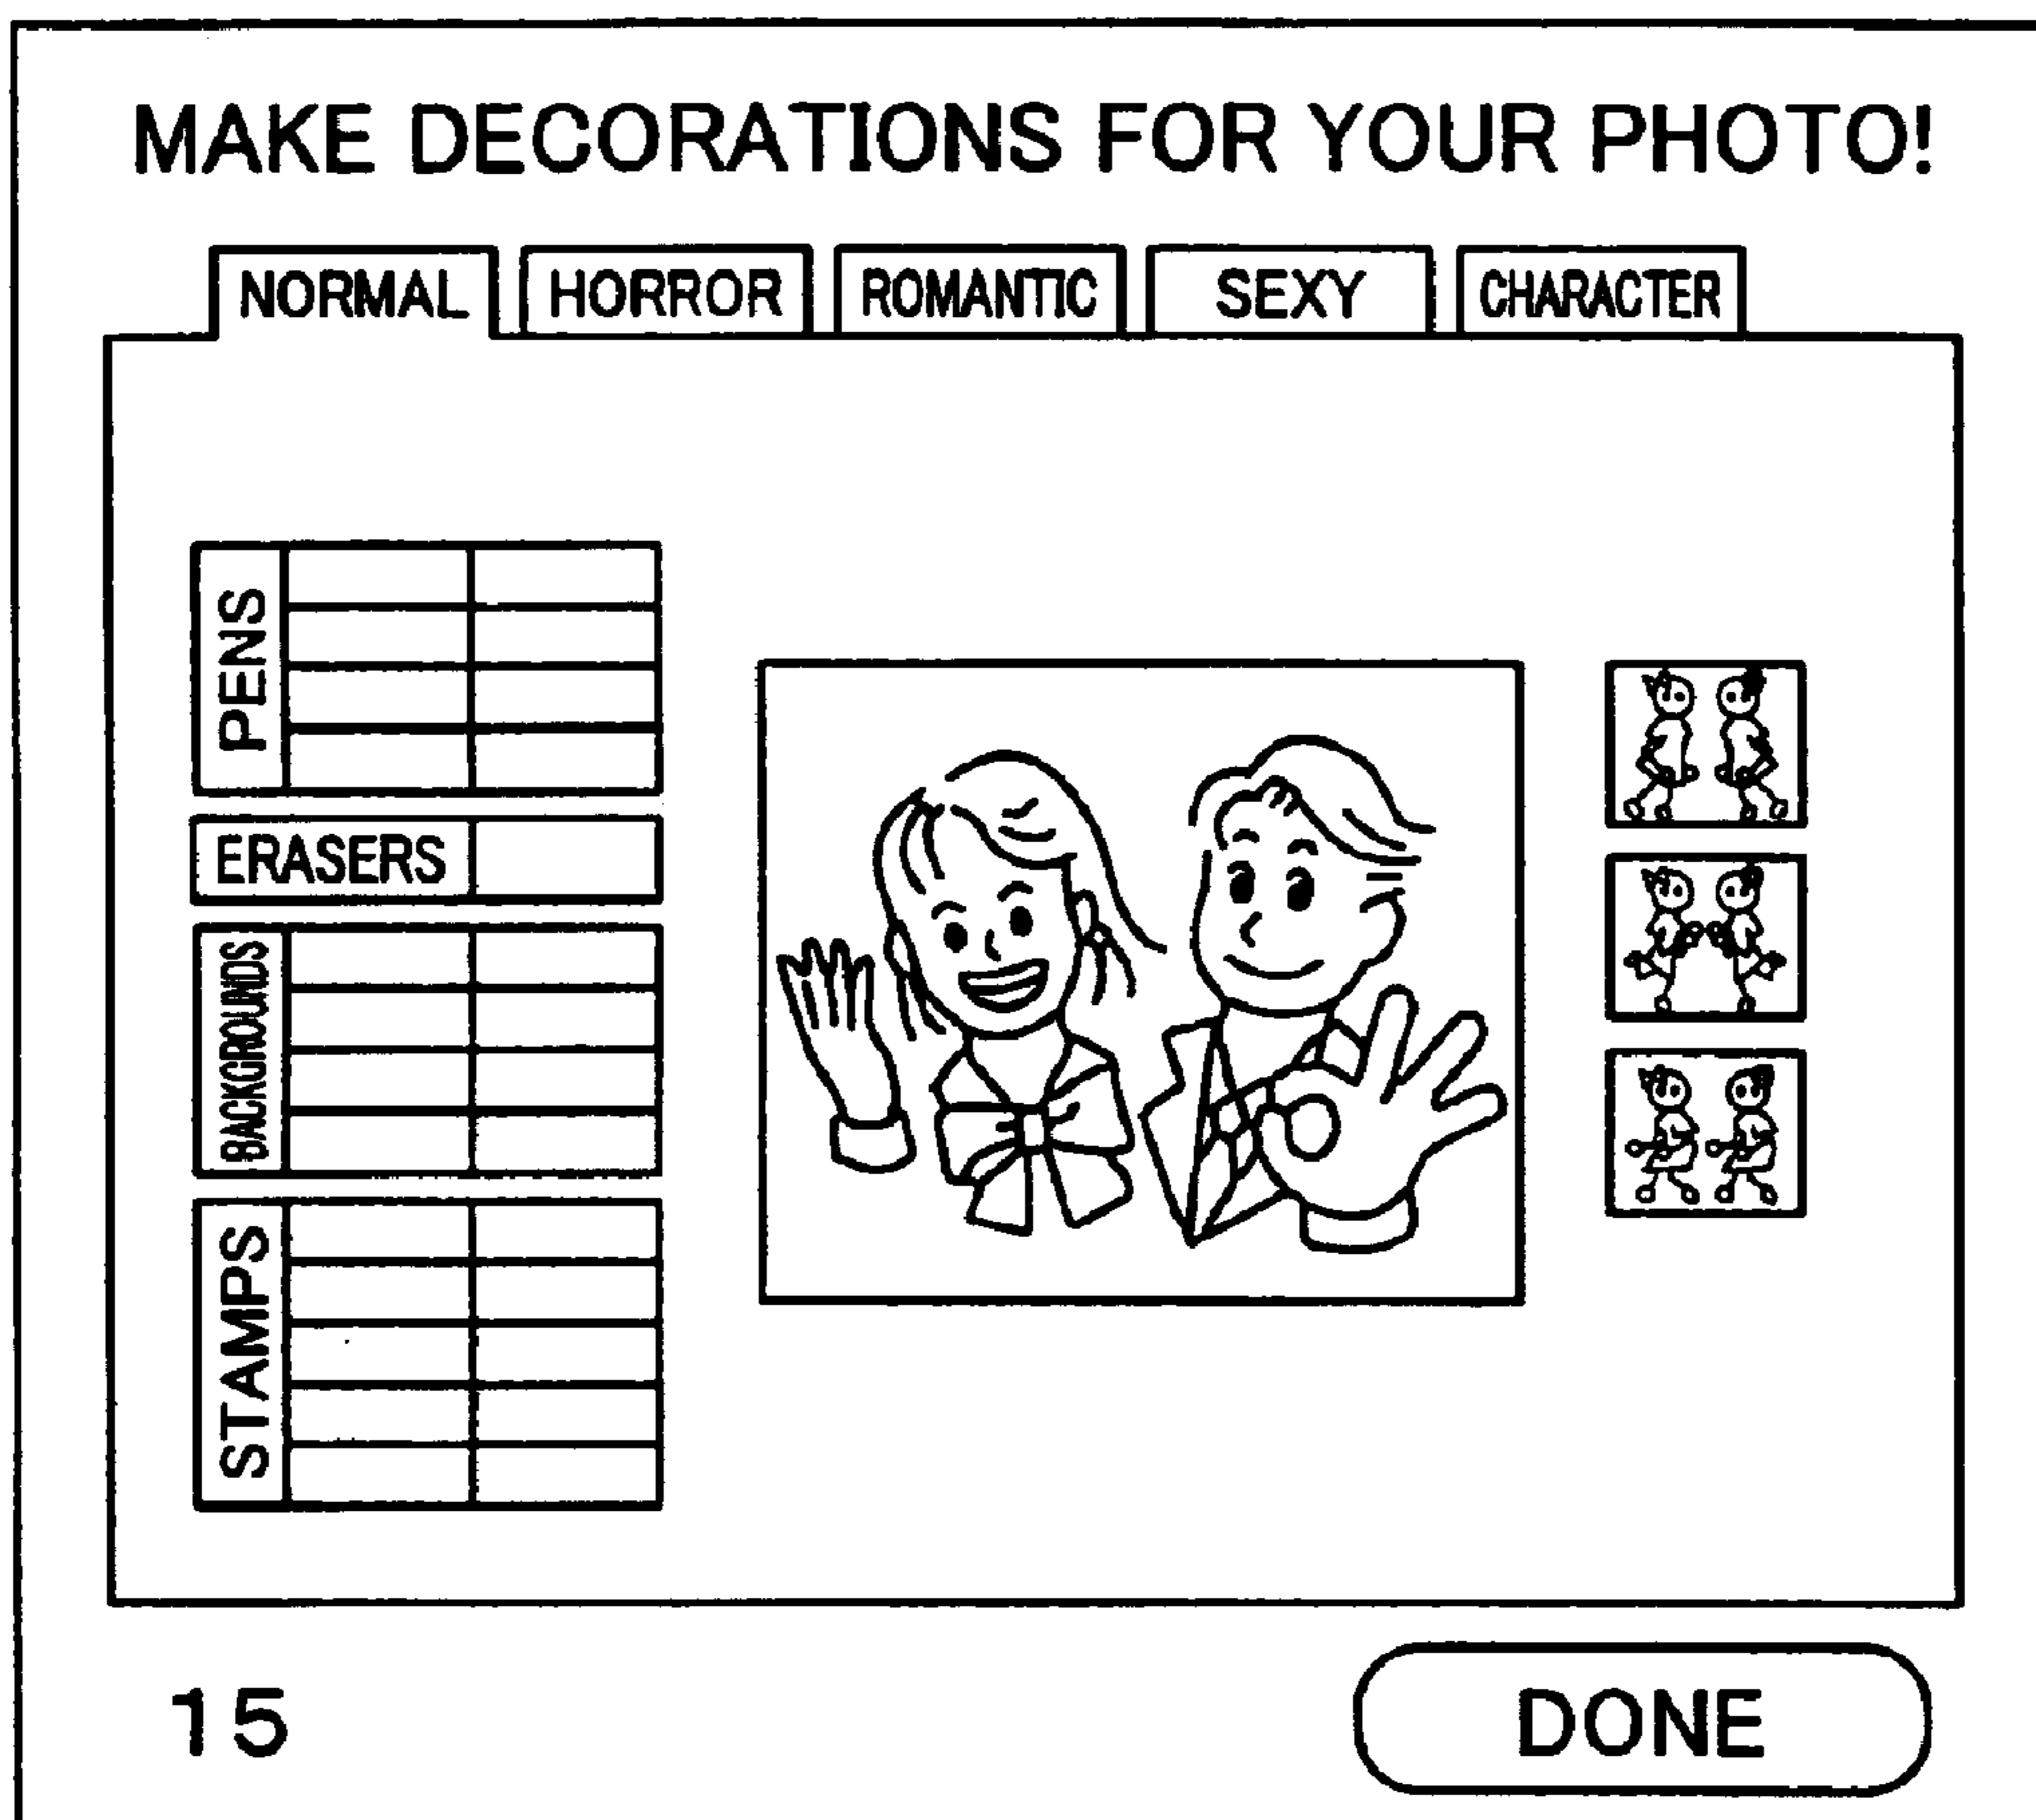 MAKE DECORATIONS FOR YOUR PHOTO!
NORMAL HORROR ROMANTIC SEXY CHARACTER
PENS
ERASERS
BACKGROUNDS
STAMPS
15 DONE